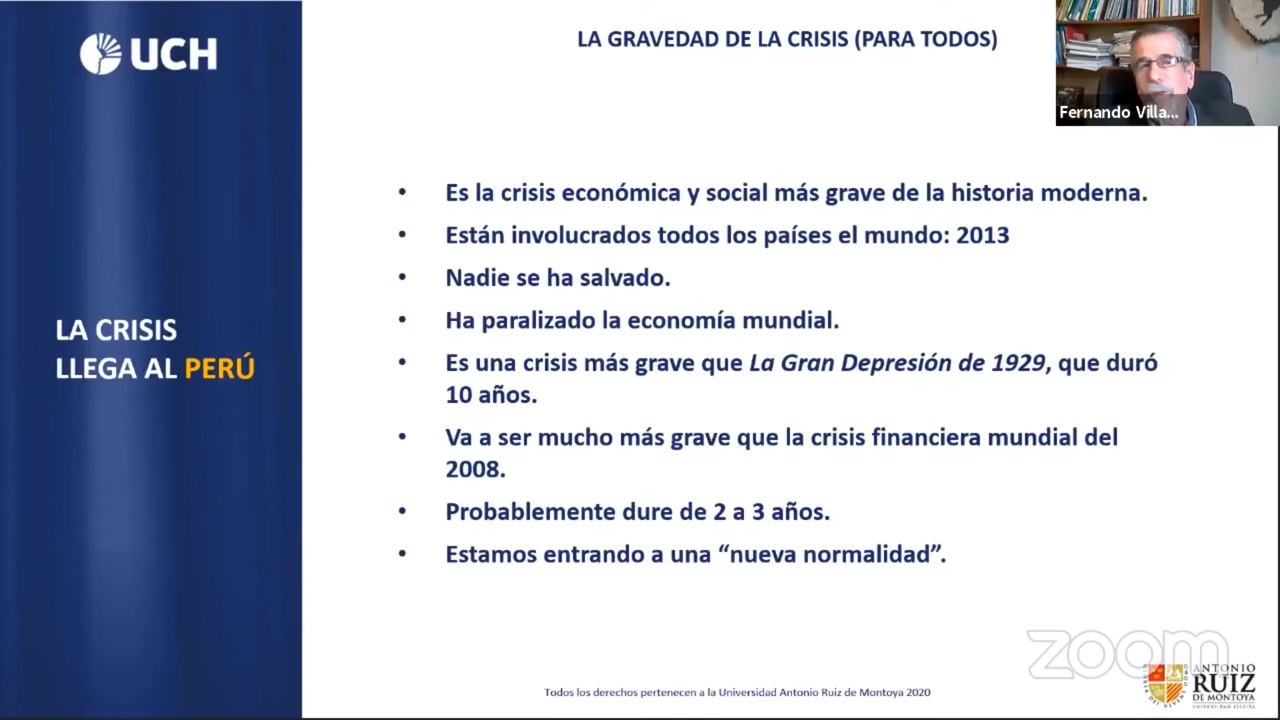 UCH
LA GRAVEDAD DE LA CRISIS (PARA TODOS)
Fernando Villa...
LA CRISIS
LLEGA AL PERÚ
• Es la crisis económica y social más grave de la historia moderna.
• Están involucrados todos los países el mundo: 2013
• Nadie se ha salvado.
• Ha paralizado la economía mundial.
• Es una crisis más grave que La Gran Depresión de 1929, que duró
10 años.
• Va a ser mucho más grave que la crisis financiera mundial del
2008.
• Probablemente dure de 2 a 3 años.
• Estamos entrando a una “nueva normalidad”.
zoom
ANTONIO
RUIZ
DE MONTOYA
Todos los derechos pertenecen a la Universidad Antonio Ruiz de Montoya 2020